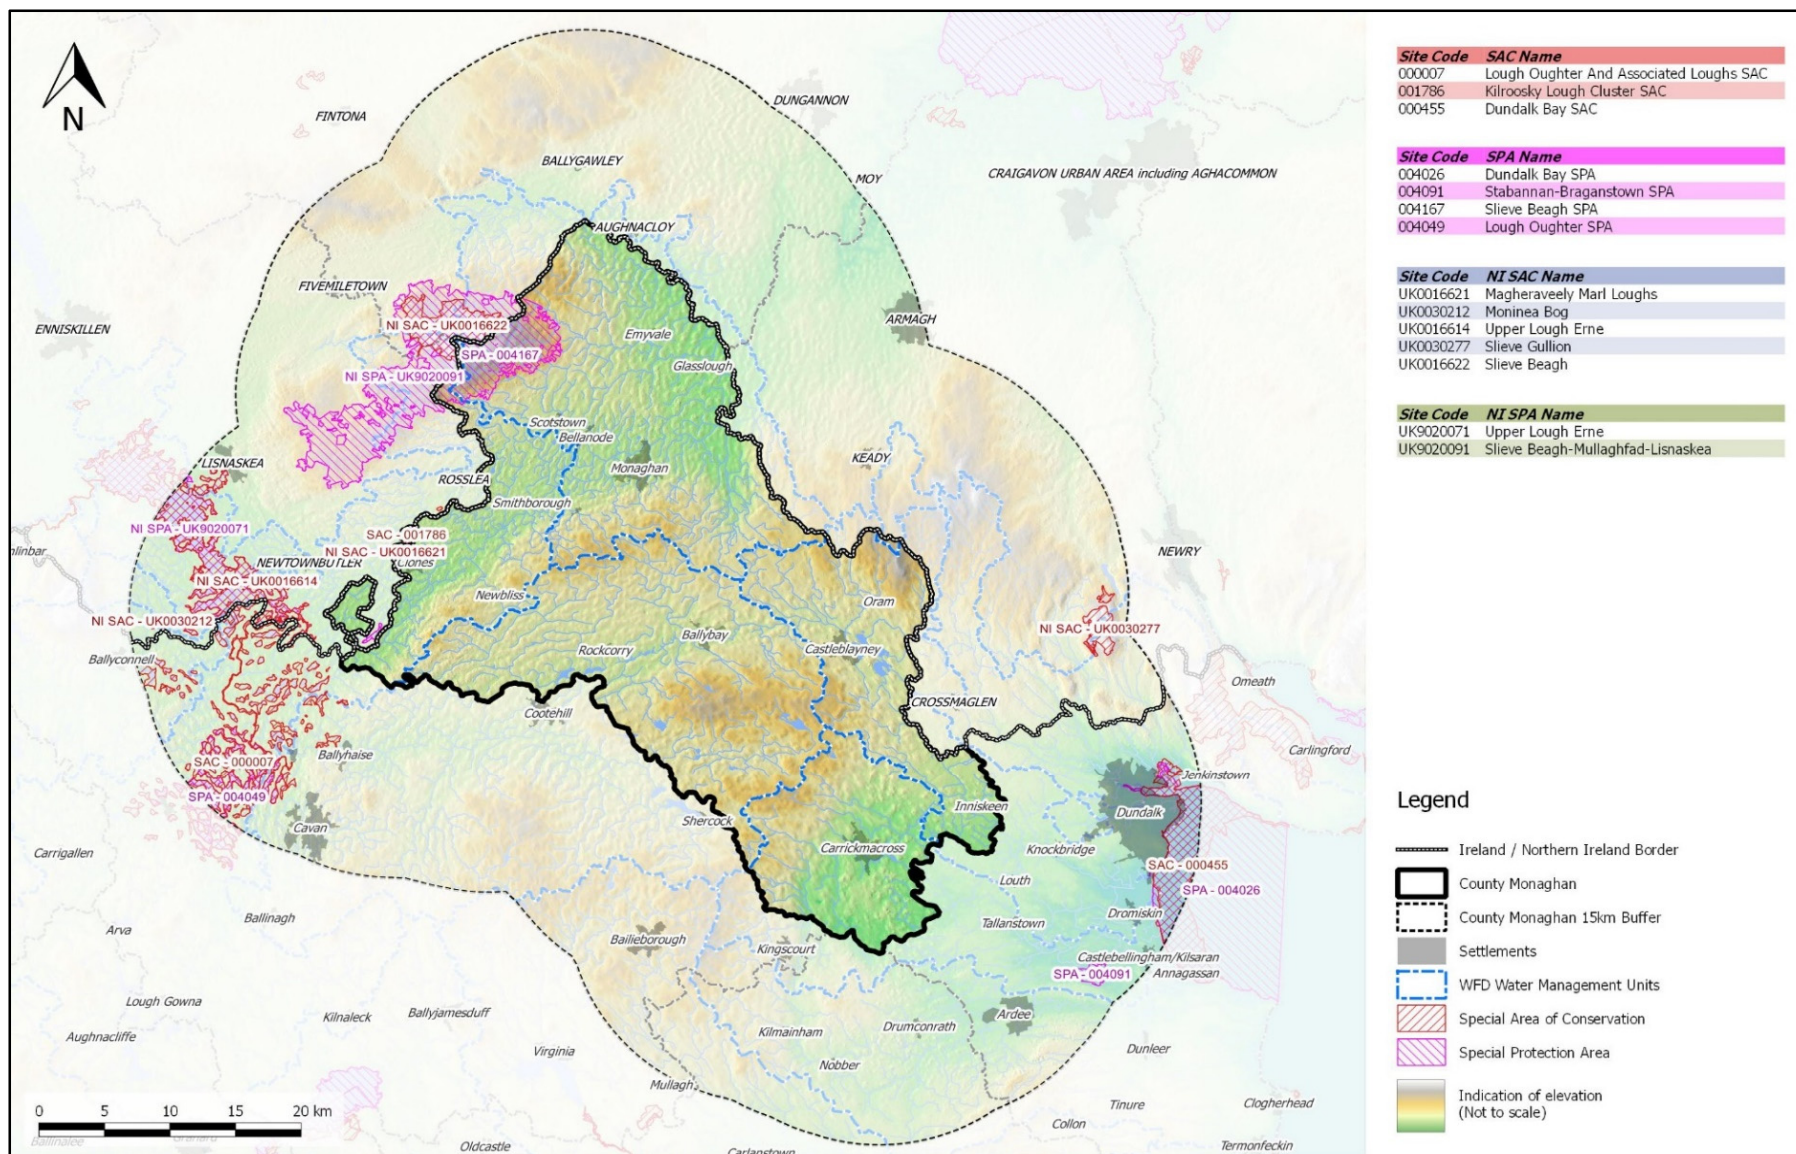 N
FINTONA
DUNGANNON
BALLYGAWLEY
MOY
CRAIGAVON URBAN AREA including AGHACOMMON
AUGHNACLOY
FIVEMILETOWN
ENNISKILLEN
NI SAC - UK0016622
SPA - 004167
Emyvale
ARMAGH
Glasslough
NI SPA - UK9020091
Scotstown
Bellanode
LISNASKEA
Monaghan
KEADY
ROSSLEA
Smithborough
NI SPA - UK9020071
SAC - 001786
NI SAC - UK0016621
NEWRY
NEWTOWNBUTLER
Clones
NI SAC - UK0016614
Newbliss
Oram
NI SAC - UK0030212
NI SAC - UK0030277
Ballybay
Castleblayney
Ballyconnell
Rockcorry
Omeath
CROSSMAGLEN
Cootehill
Ballyhaise
Carlingford
SAC - 000007
Jenkinstown
SPA - 004049
Inniskeen
Dundalk
Shercock
Cavan
Carrickmacross
Knockbridge
Carrigallen
SAC - 000455
Louth
SPA - 004026
Ballinagh
Tallanstown
Dromiskin
Arva
Bailieborough
Kingscourt
Castlebellingham/Kilsaran
SPA - 004091
Annagassan
Lough Gowna
Kilnaleck
Ballyjamesduff
Ardee
Kilmainham
Drumconrath
Aughnacliffe
Virginia
Nobber
Dunleer
Mullagh
Tinure
Clogherhead
Collon
Oldcastle
Termonfeckin
Carlanstown
0 5 10 15 20 km
Site Code SAC Name
000007 Lough Oughter And Associated Loughs SAC
001786 Kilroosky Lough Cluster SAC
000455 Dundalk Bay SAC
Site Code SPA Name
004026 Dundalk Bay SPA
004091 Stabannan-Braganstown SPA
004167 Slieve Beagh SPA
004049 Lough Oughter SPA
Site Code NI SAC Name
UK0016621 Magheraveely Marl Loughs
UK0030212 Moninea Bog
UK0016614 Upper Lough Erne
UK0030277 Slieve Gullion
UK0016622 Slieve Beagh
Site Code NI SPA Name
UK9020071 Upper Lough Erne
UK9020091 Slieve Beagh-Mullaghfad-Lisnaskea
Legend
Ireland / Northern Ireland Border
County Monaghan
County Monaghan 15km Buffer
Settlements
WFD Water Management Units
Special Area of Conservation
Special Protection Area
Indication of elevation
(Not to scale)